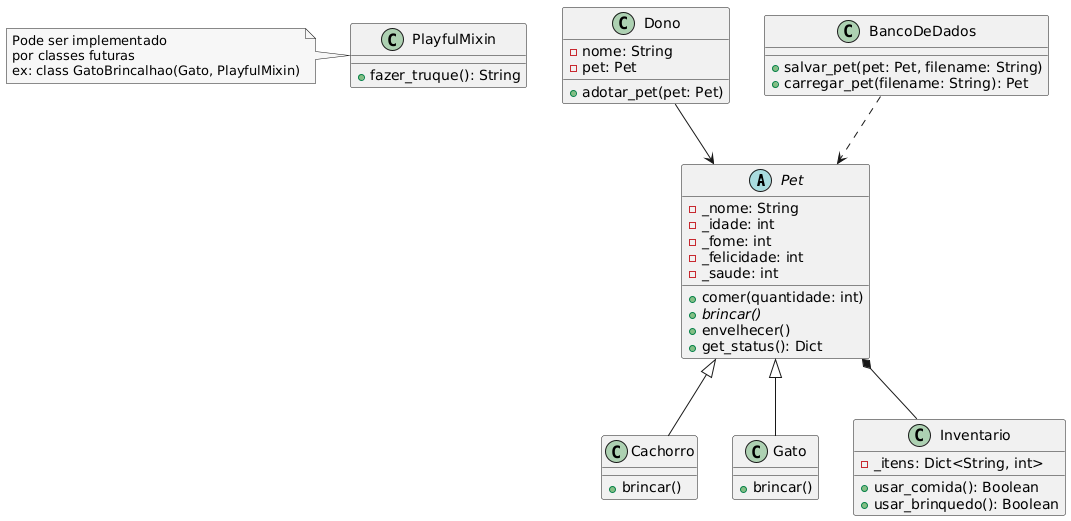 Pode ser implementado
por classes futuras
ex: class GatoBrincalhao(Gato, PlayfulMixin)
C PlayfulMixin
fazer_truque(): String
C Dono
nome: String
pet: Pet
adotar_pet(pet: Pet)
C BancoDeDados
salvar_pet(pet: Pet, filename: String)
carregar_pet(filename: String): Pet
A Pet
_nome: String
_idade: int
_fome: int
_felicidade: int
_saude: int
comer(quantidade: int)
brincar()
envelhecer()
get_status(): Dict
C Cachorro
brincar()
C Gato
brincar()
C Inventario
_itens: Dict<String, int>
usar_comida(): Boolean
usar_brinquedo(): Boolean